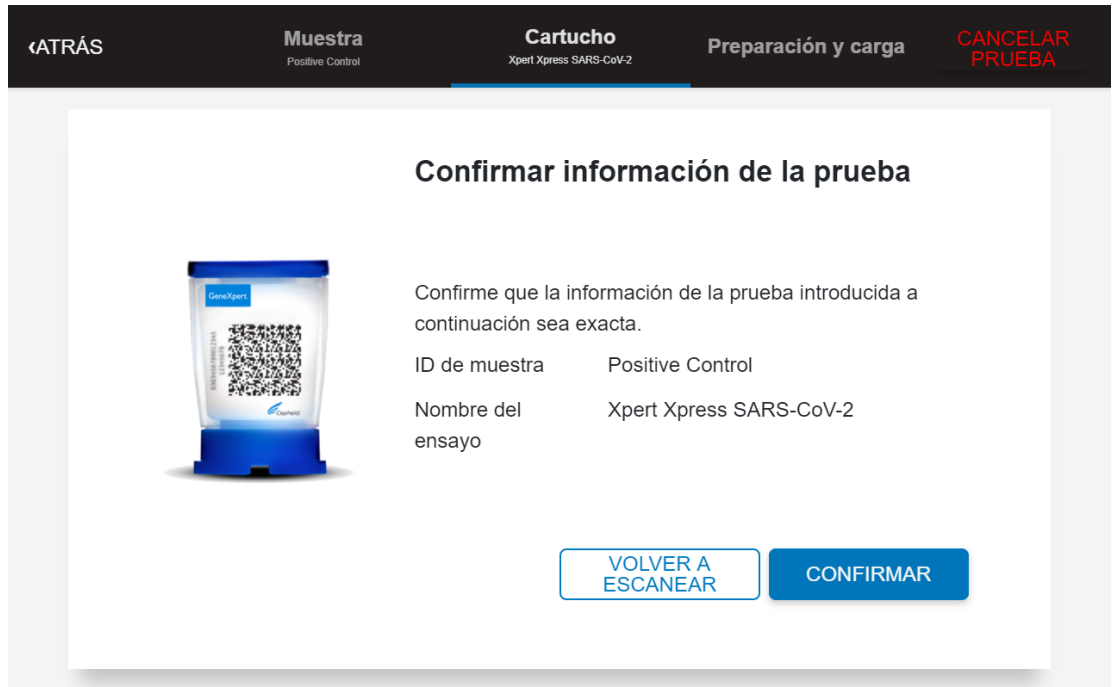 ‹ATRÁS
Muestra
Positive Control
Cartucho
Xpert Xpress SARS-CoV-2
Preparación y carga
CANCELAR
PRUEBA
Confirmar información de la prueba
GeneXpert
Cepheid.
Confirme que la información de la prueba introducida a
continuación sea exacta.
ID de muestra Positive Control
Nombre del Xpert Xpress SARS-CoV-2
ensayo
VOLVER A
ESCANEAR
CONFIRMAR